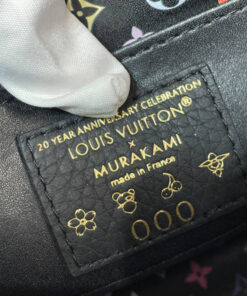 20 YEAR ANNIVERSARY CELEBRATION
LOUIS VUITTON®
×
MURAKAMI
made in France
000